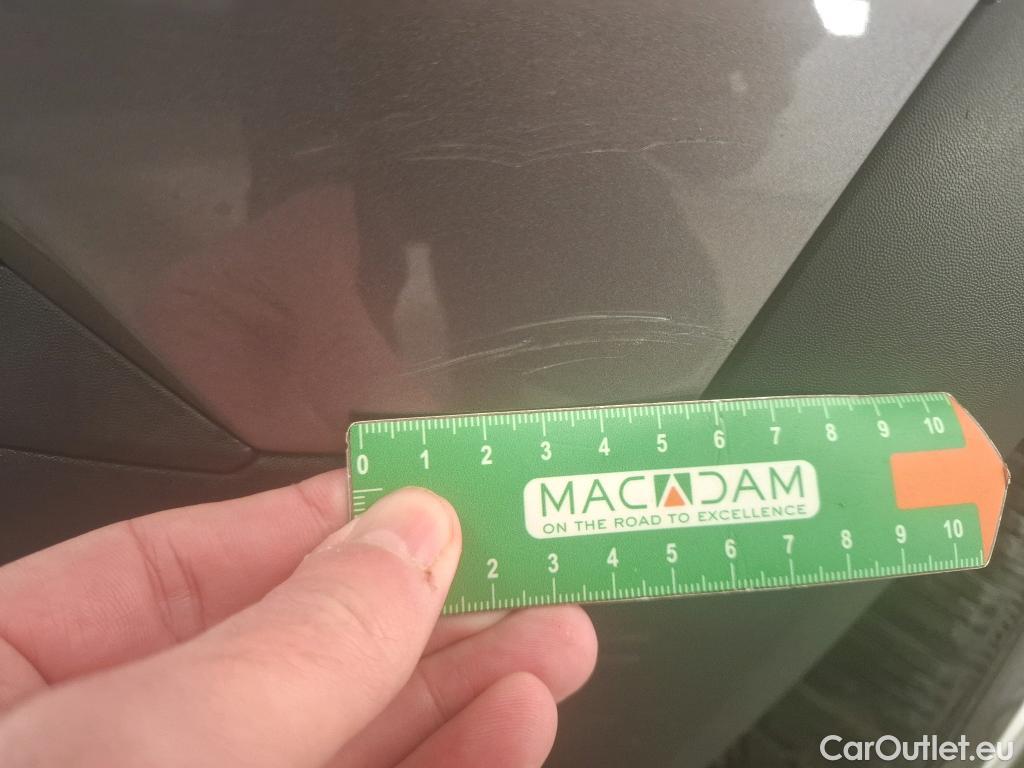 0 1 2 3 4 5 6 7 8 9 10
MACADAM
ON THE ROAD TO EXCELLENCE
2 3 4 5 6 7 8 9 10
CarOutlet.eu